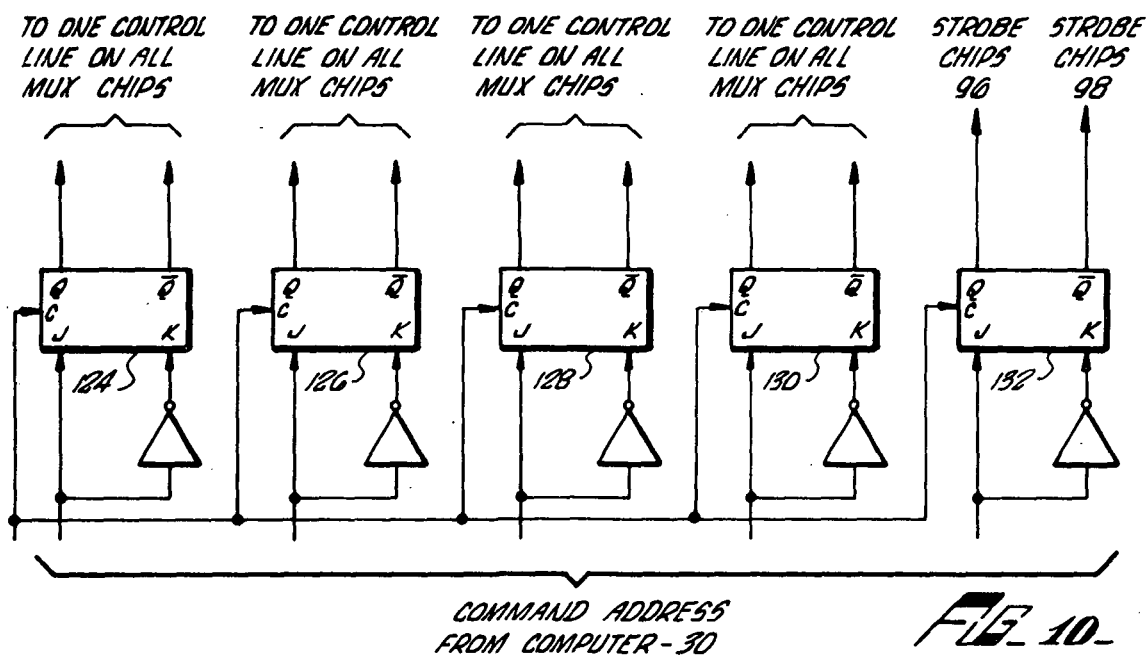 TO ONE CONTROL
LINE ON ALL
MUX CHIPS
TO ONE CONTROL
LINE ON ALL
MUX CHIPS
TO ONE CONTROL
LINE ON ALL
MUX CHIPS
TO ONE CONTROL
LINE ON ALL
MUX CHIPS
STROBE
CHIPS
96
STROBE
CHIPS
98
Q Q̅
C
J K
124
Q Q̅
C
J K
126
Q Q̅
C
J K
128
Q Q̅
C
J K
130
Q Q̅
C
J K
132
COMMAND ADDRESS
FROM COMPUTER-30
FIG_ 10_